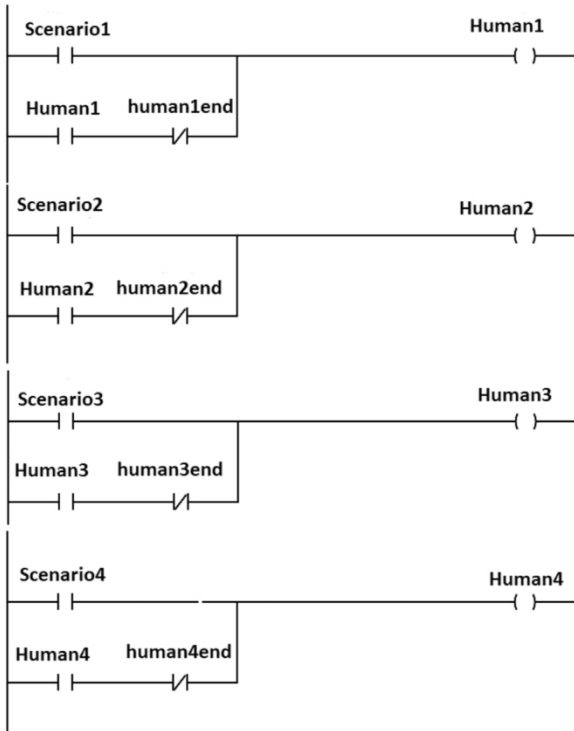 Scenario1 Human1
Human1 human1end
Scenario2 Human2
Human2 human2end
Scenario3 Human3
Human3 human3end
Scenario4 Human4
Human4 human4end